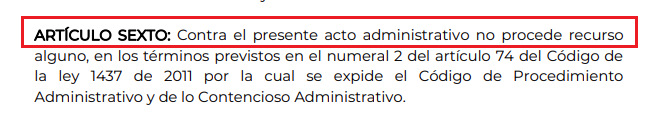 ARTÍCULO SEXTO: Contra el presente acto administrativo no procede recurso
alguno, en los términos previstos en el numeral 2 del artículo 74 del Código de
la ley 1437 de 2011 por la cual se expide el Código de Procedimiento
Administrativo y de lo Contencioso Administrativo.